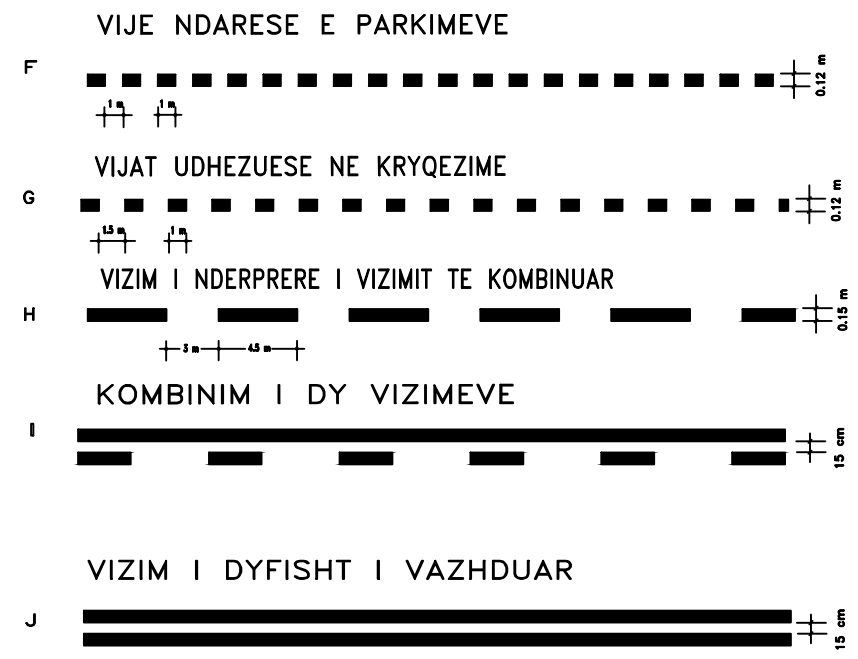 VIJE NDARESE E PARKIMEVE
F
0.12 m
1 m 1 m
VIJAT UDHEZUESE NE KRYQEZIME
G
0.12 m
1.5 m 1 m
VIZIM I NDERPRERE I VIZIMIT TE KOMBINUAR
H
0.15 m
3 m 4.5 m
KOMBINIM I DY VIZIMEVE
I
15 cm
VIZIM I DYFISHT I VAZHDUAR
J
15 cm